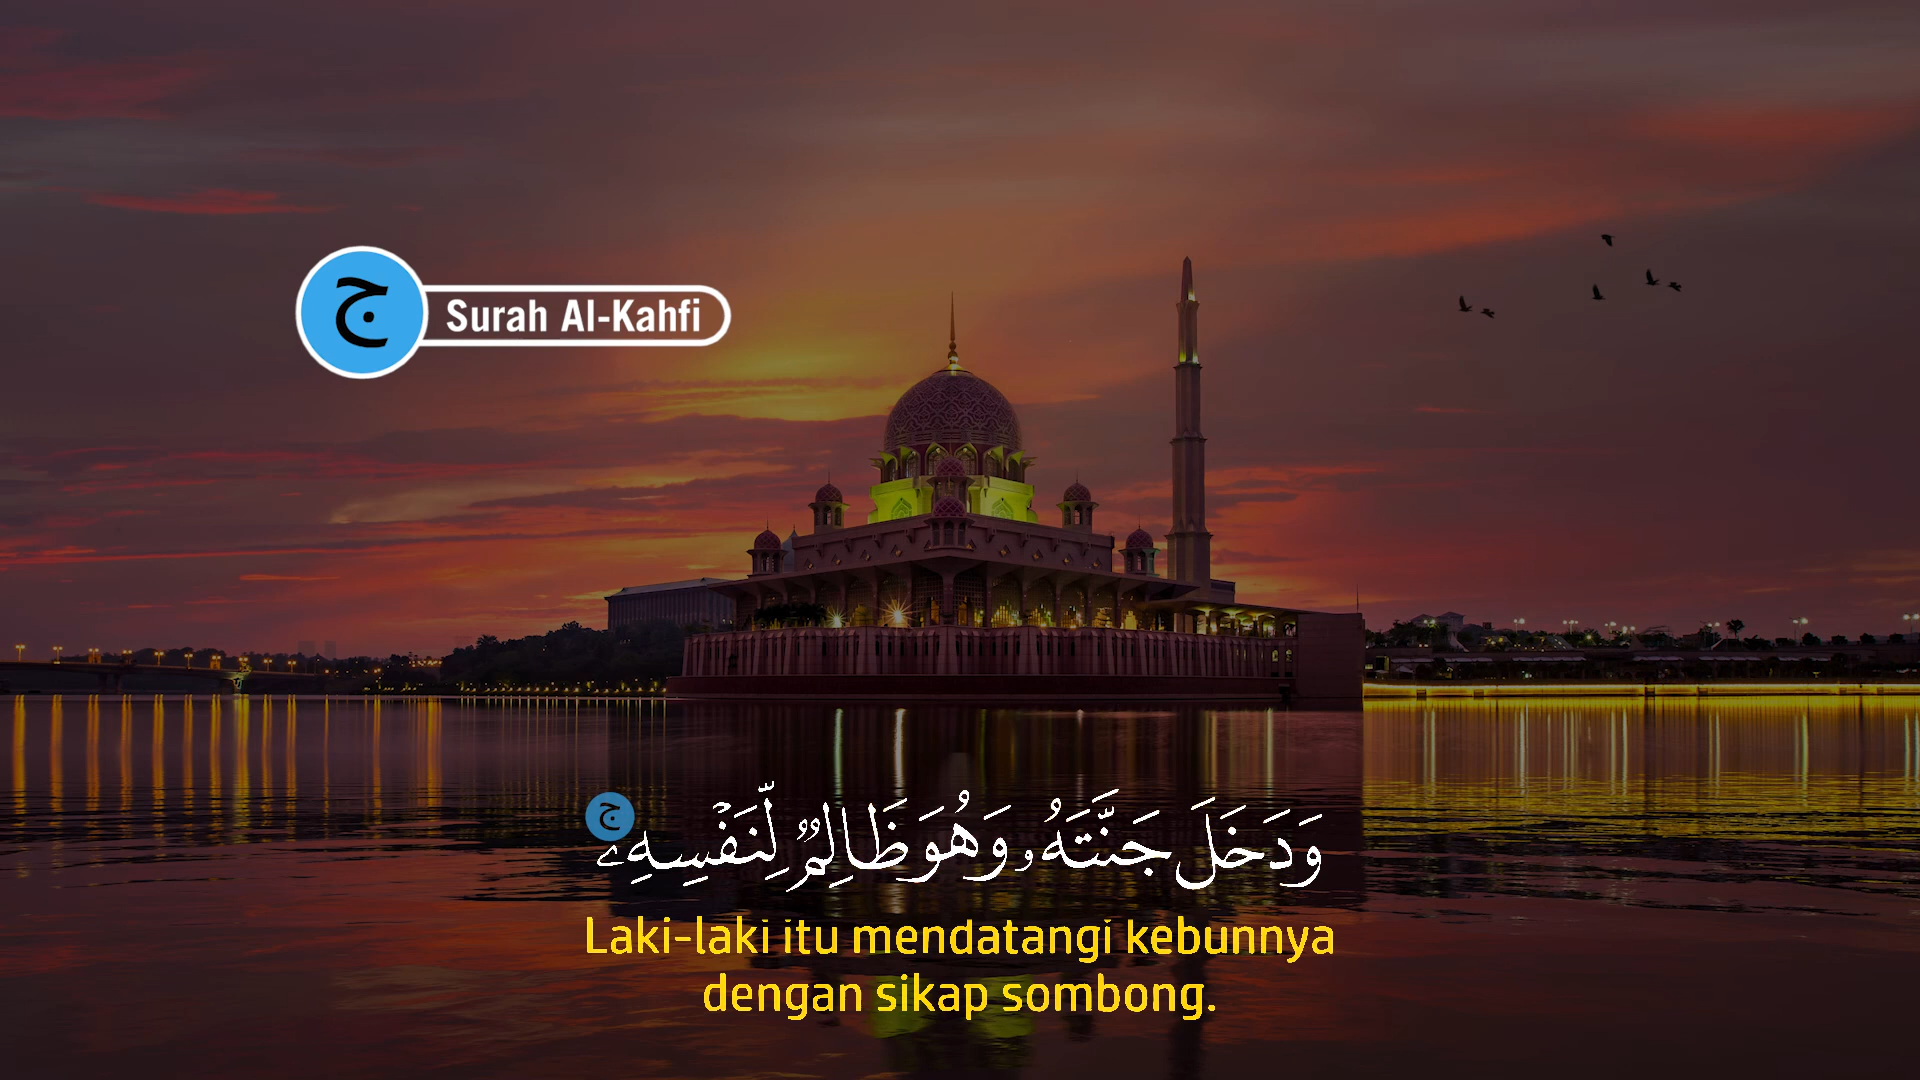 ج
Surah Al-Kahfi
وَدَخَلَ جَنَّتَهُۥ وَهُوَ ظَالِمٌ لِّنَفْسِهِۦ ج
Laki-laki itu mendatangi kebunnya
dengan sikap sombong.